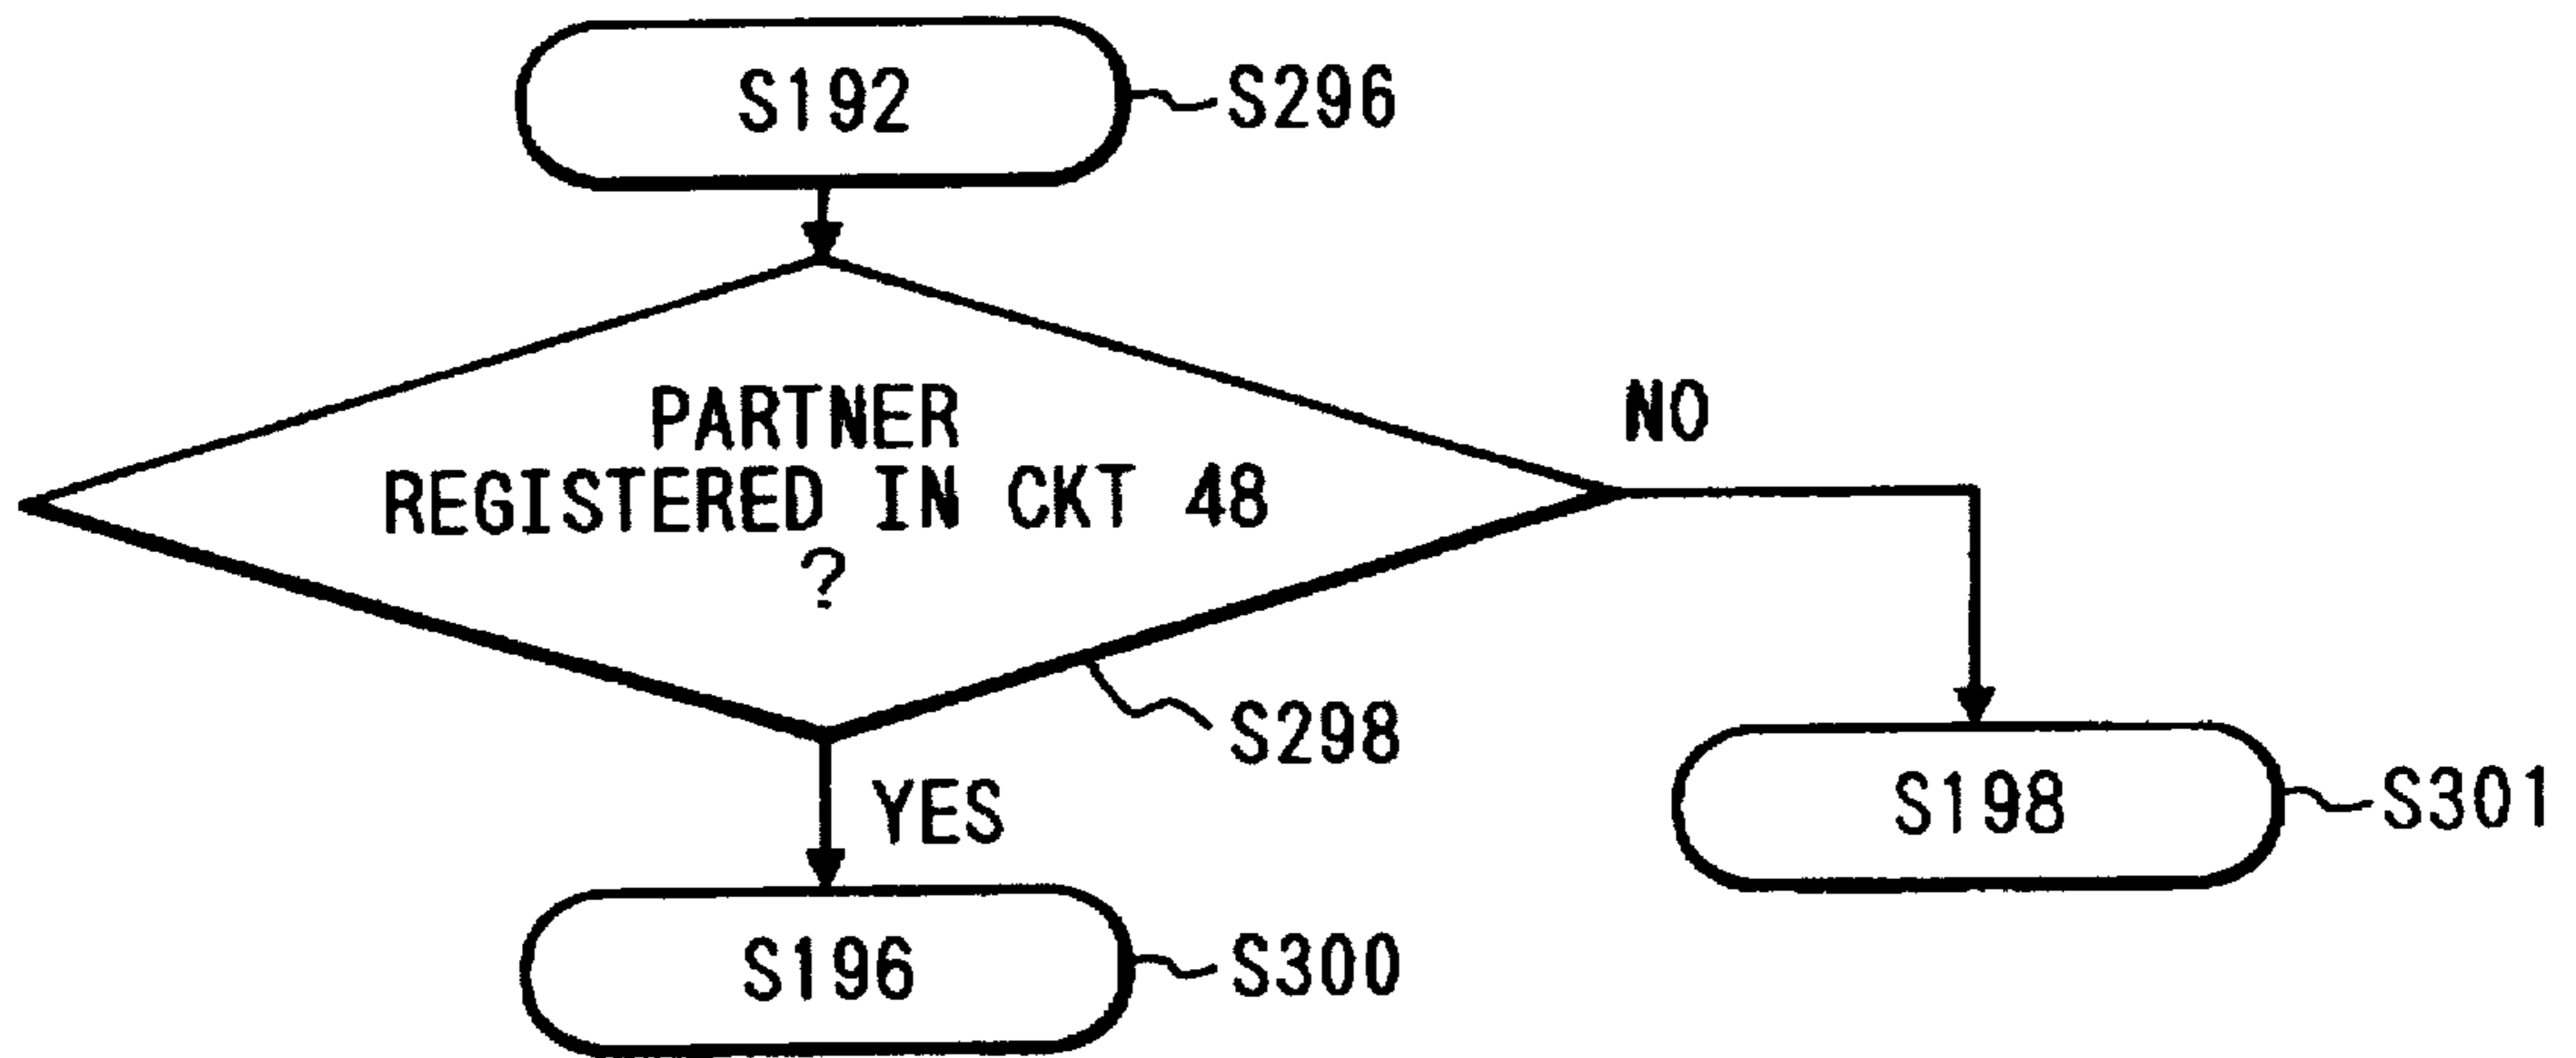 S192
S296
PARTNER
REGISTERED IN CKT 48
?
NO
S298
YES
S198
S301
S196
S300